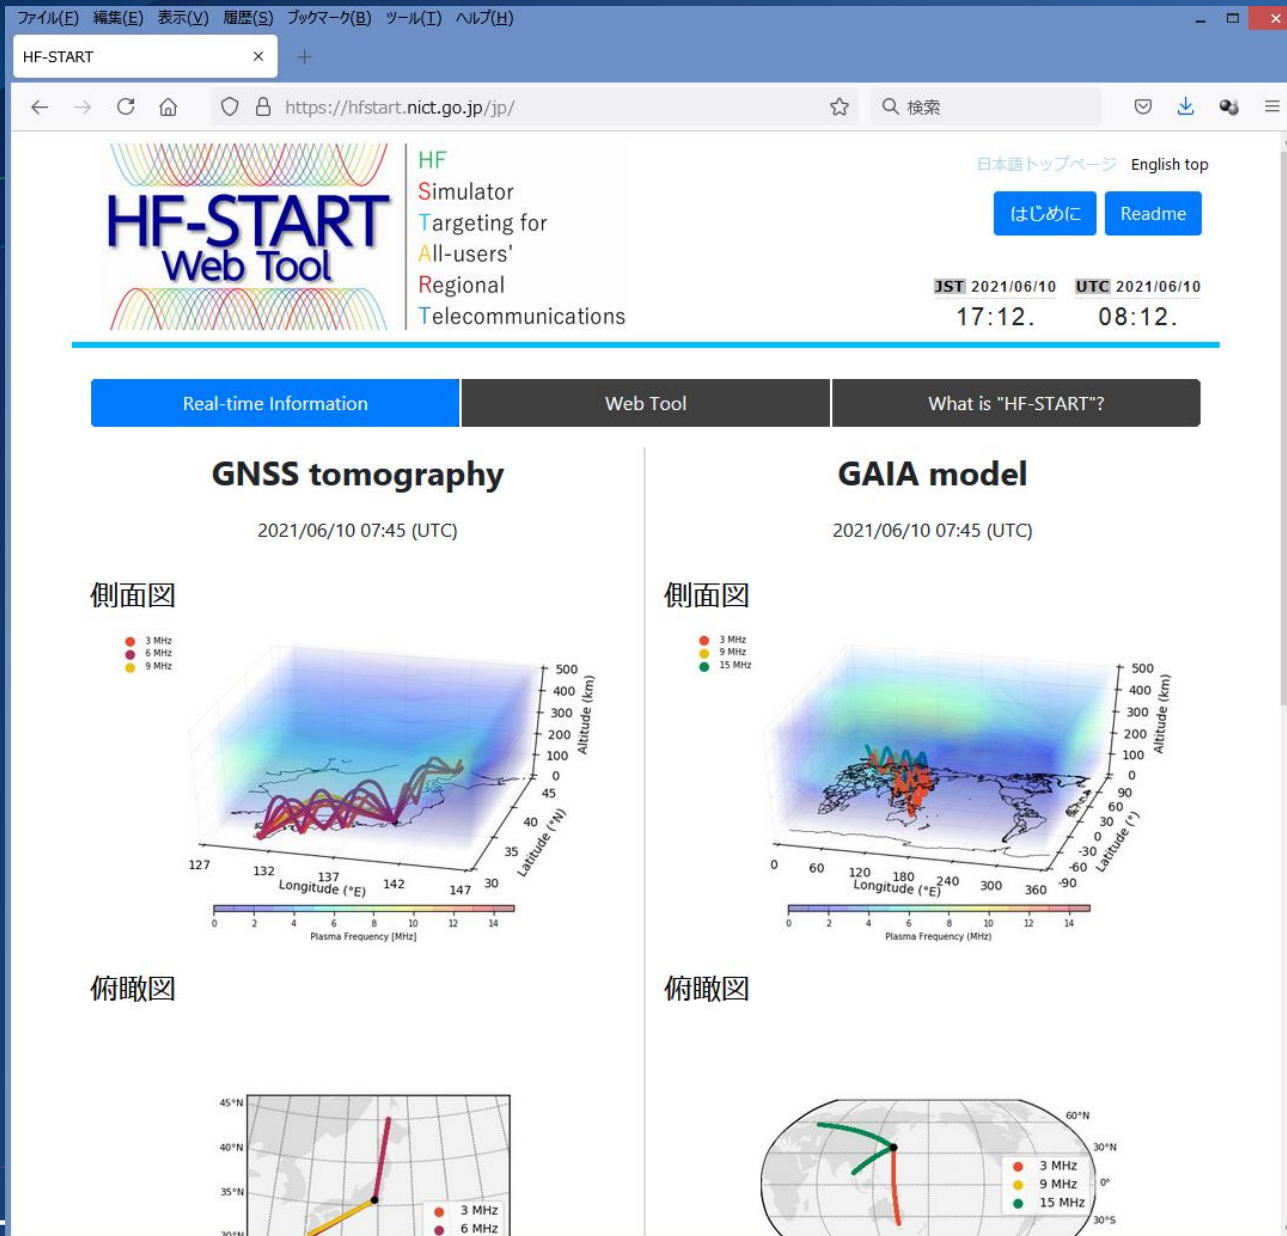 ファイル(F) 編集(E) 表示(V) 履歴(S) ブックマーク(B) ツール(T) ヘルプ(H)
HF-START
https://hfstart.nict.go.jp/jp/
検索
HF-START
Web Tool
HF
Simulator
Targeting for
All-users'
Regional
Telecommunications
日本語トップページ English top
はじめに Readme
JST 2021/06/10 UTC 2021/06/10
17:12. 08:12.
Real-time Information Web Tool What is "HF-START"?
GNSS tomography
2021/06/10 07:45 (UTC)
側面図
3 MHz
6 MHz
9 MHz
500
400
300
200
100
0
Altitude (km)
45
40
35
30
Latitude (°N)
127 132 137 142 147
Longitude (°E)
0 2 4 6 8 10 12 14
Plasma Frequency [MHz]
俯瞰図
45°N
40°N
35°N
30°N
3 MHz
6 MHz
GAIA model
2021/06/10 07:45 (UTC)
側面図
3 MHz
9 MHz
15 MHz
500
400
300
200
100
0
Altitude (km)
90
60
30
0
-30
-60
-90
Latitude (°)
0 60 120 180 240 300 360
Longitude (°E)
0 2 4 6 8 10 12 14
Plasma Frequency (MHz)
俯瞰図
60°N
30°N
0°
30°S
3 MHz
9 MHz
15 MHz